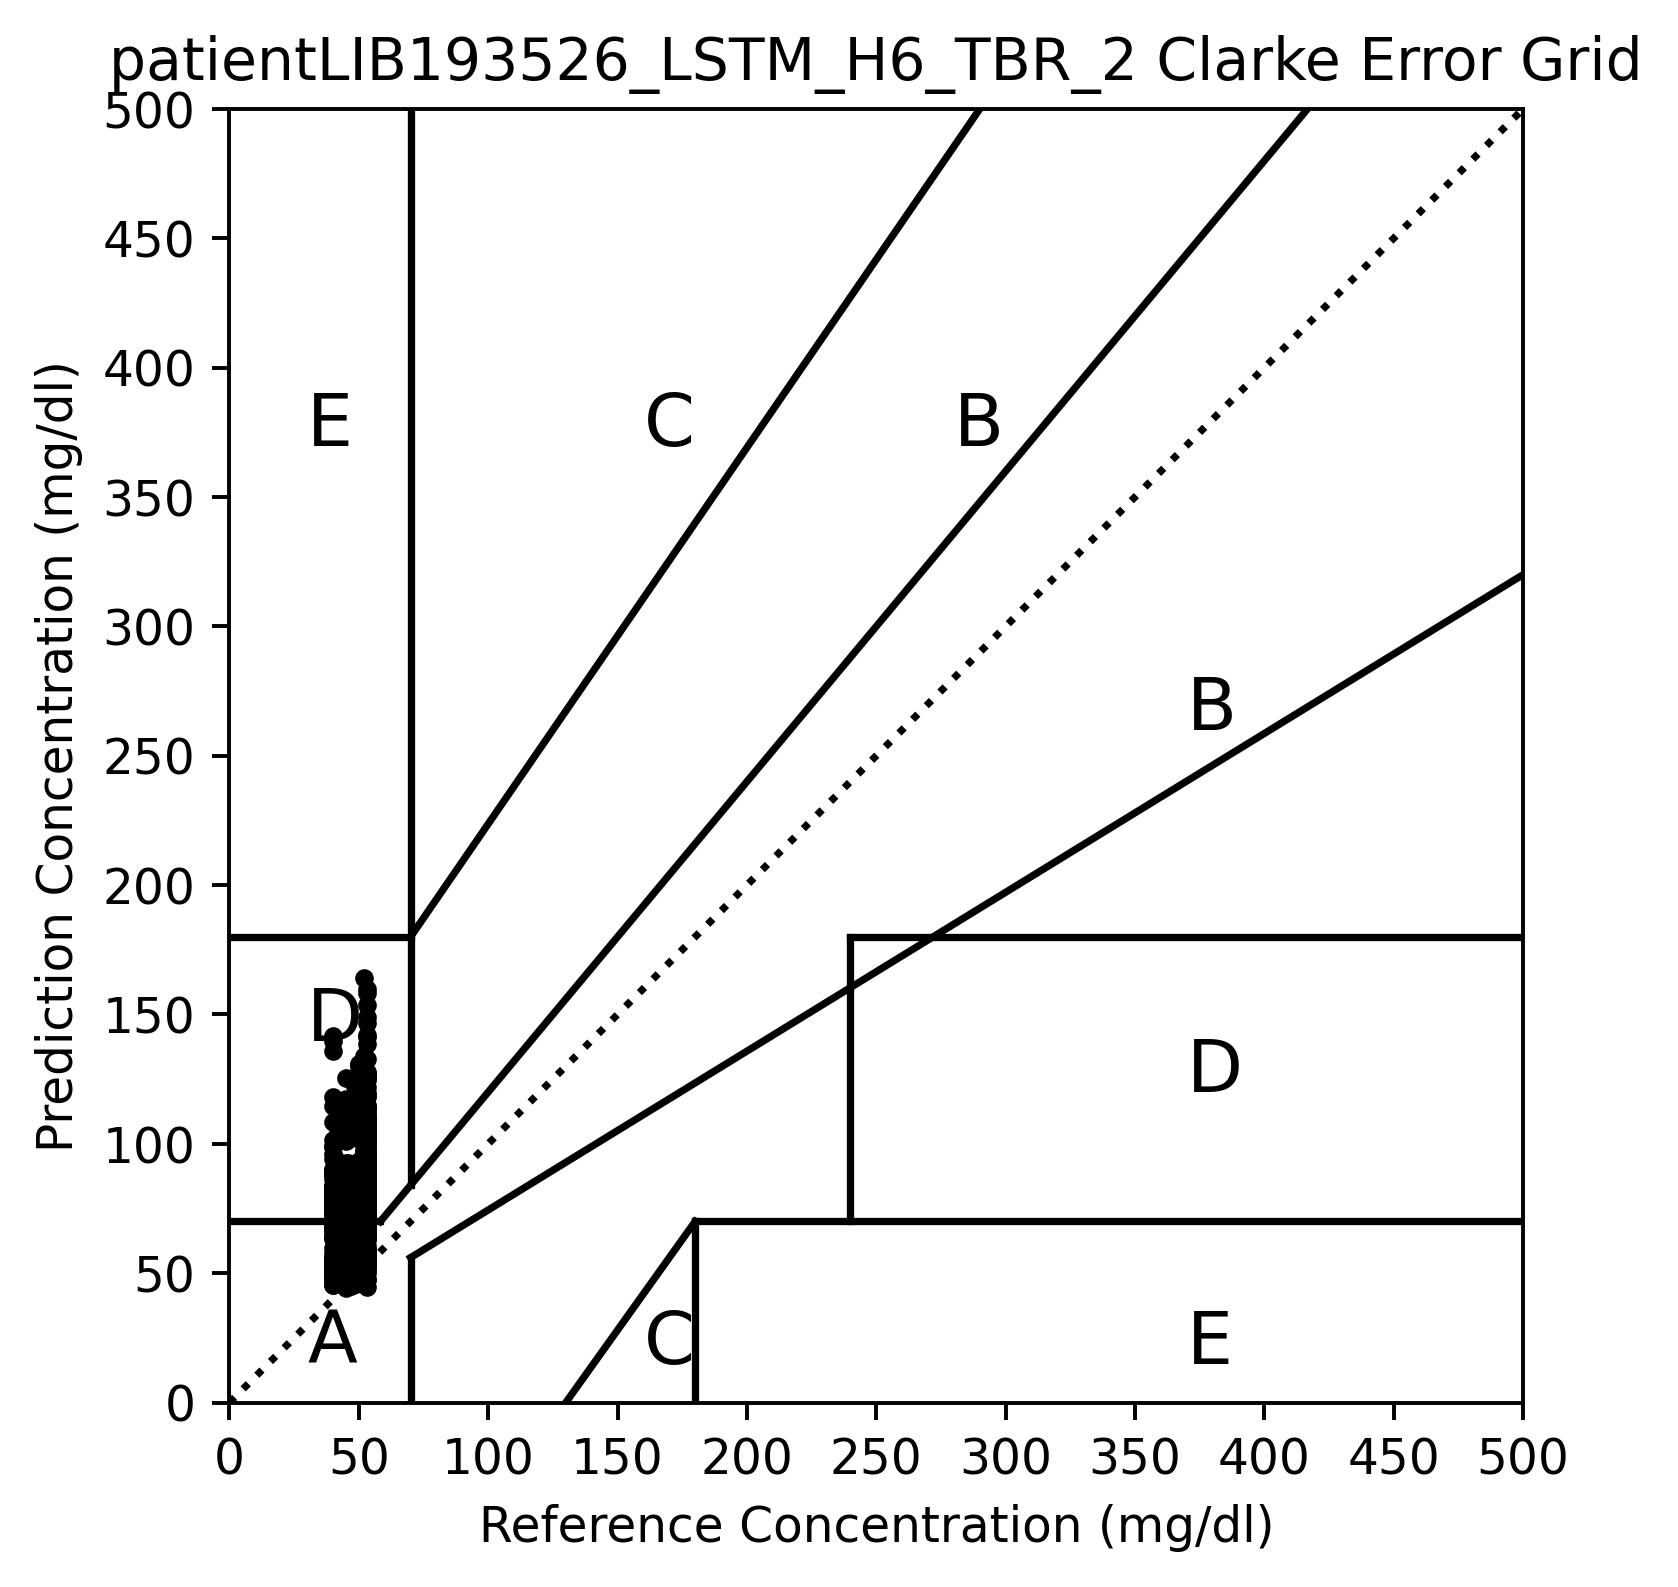 patientLIB193526_LSTM_H6_TBR_2 Clarke Error Grid
Prediction Concentration (mg/dl)
500
450
400
350
300
250
200
150
100
50
0
E
C
B
B
D
D
A
C
E
0 50 100 150 200 250 300 350 400 450 500
Reference Concentration (mg/dl)